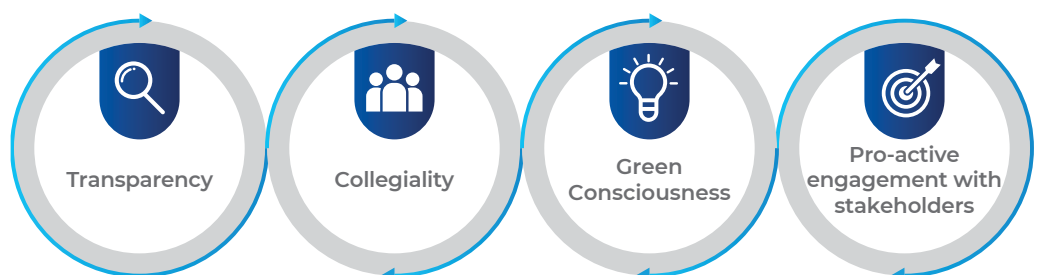 Transparency
Collegiality
Green
Consciousness
Pro-active
engagement with
stakeholders